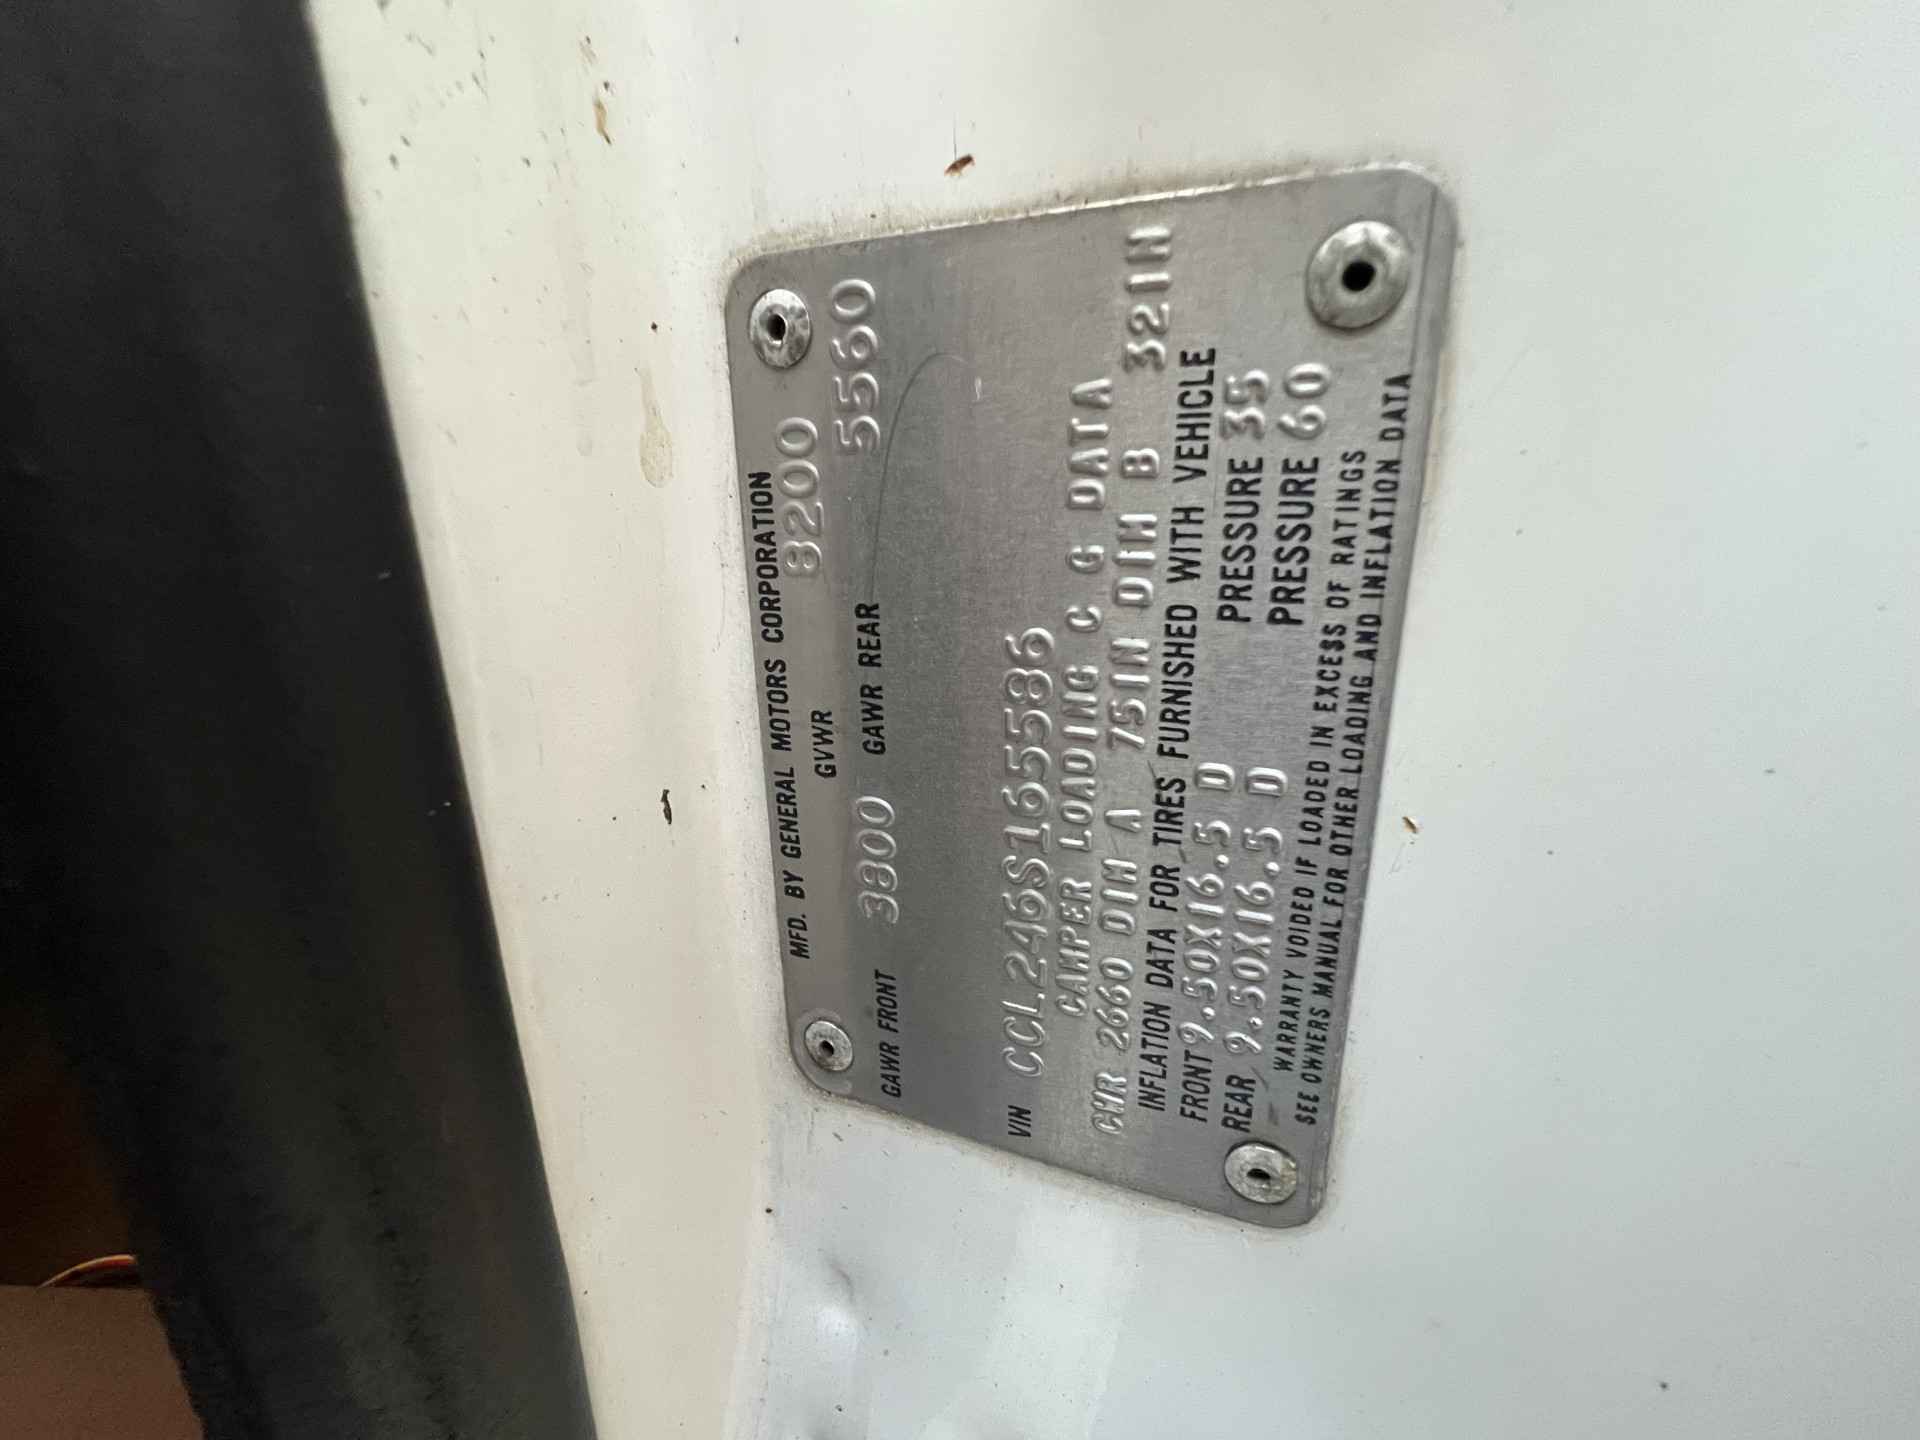 MFD. BY GENERAL MOTORS CORPORATION
GVWR 8200
GAWR FRONT 3800 GAWR REAR 5560
VIN CCL246S165586
CAMPER LOADING C G DATA
CWR 2660 DIM A 75IN DIM B 32IN
INFLATION DATA FOR TIRES FURNISHED WITH VEHICLE
FRONT 9.50X16.5 D PRESSURE 35
REAR 9.50X16.5 D PRESSURE 60
WARRANTY VOIDED IF LOADED IN EXCESS OF RATINGS
SEE OWNERS MANUAL FOR OTHER LOADING AND INFLATION DATA